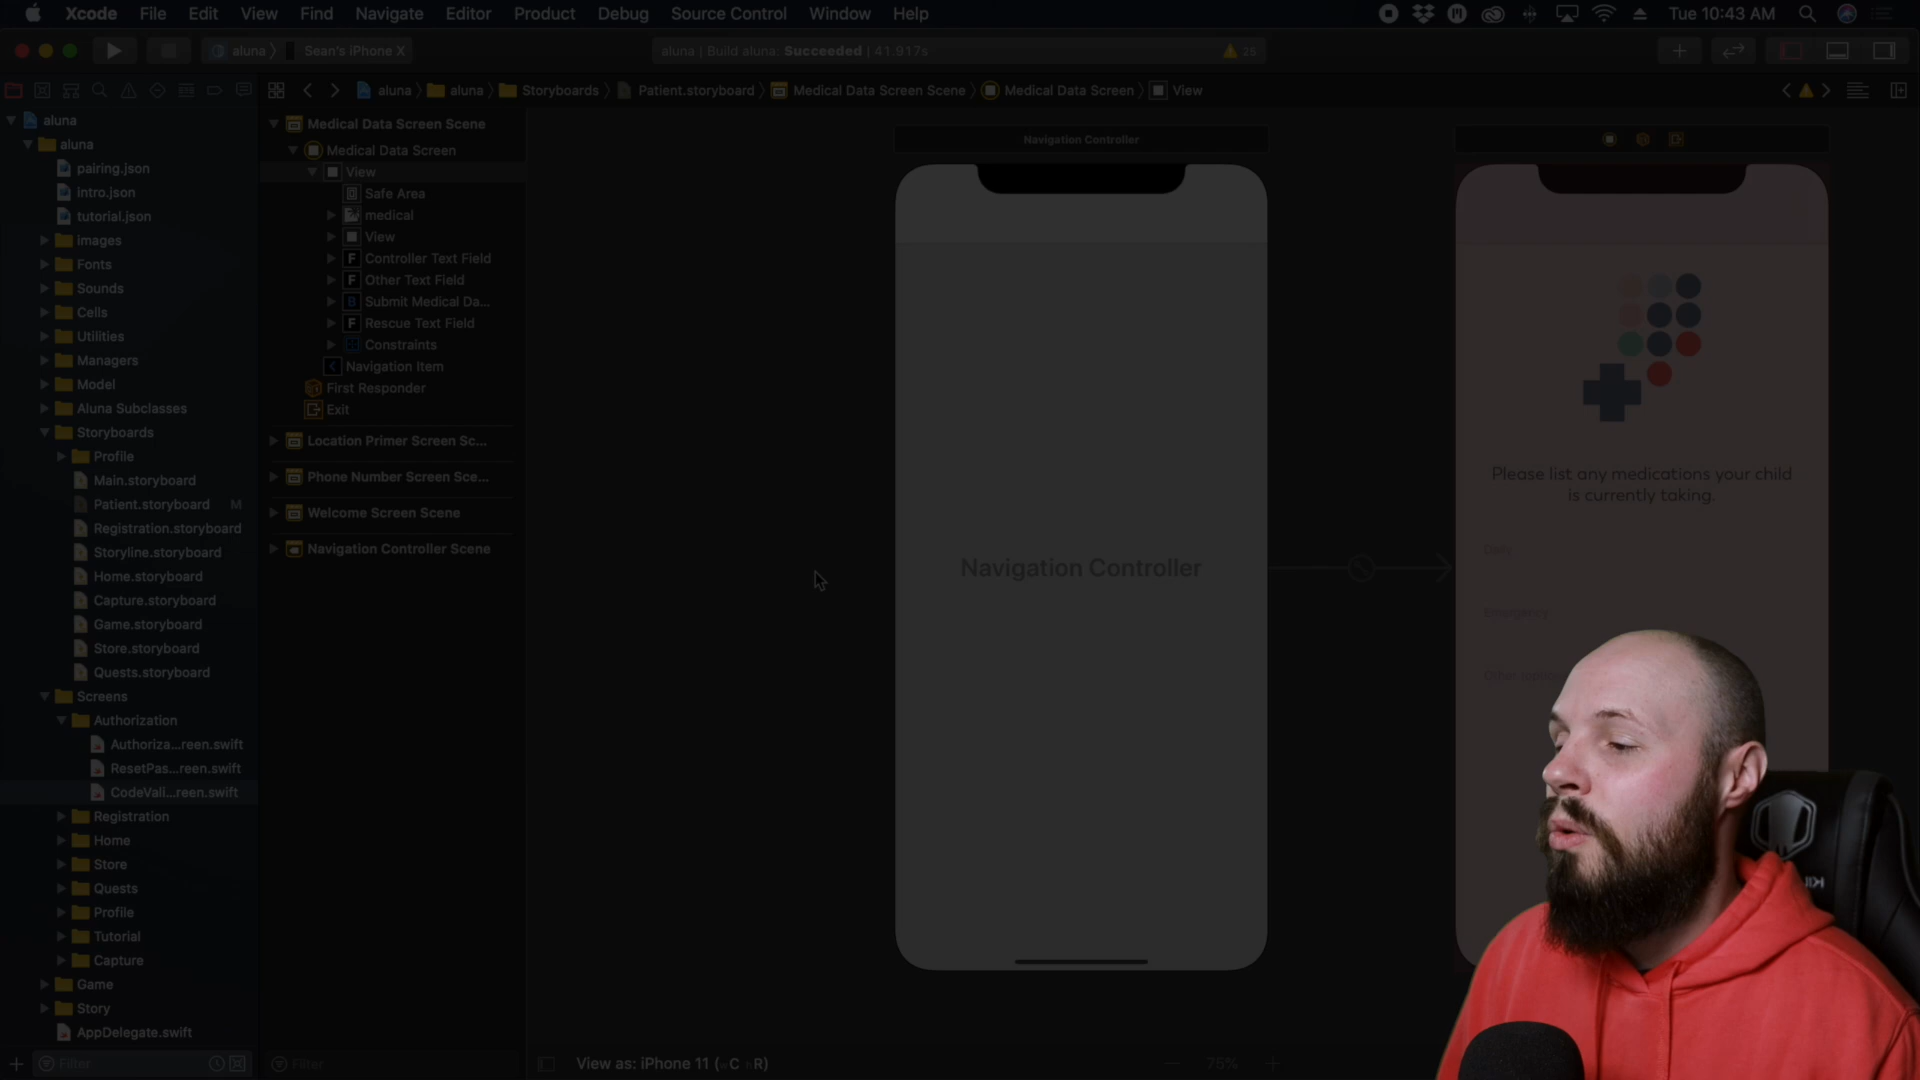 Xcode File Edit View Find Navigate Editor Product Debug Source Control Window Help
Tue 10:43 AM
aluna
Sean's iPhone X
aluna | Build aluna: Succeeded | 41.917s
25
aluna
aluna
Storyboards
Patient.storyboard
Medical Data Screen Scene
Medical Data Screen
View
aluna
aluna
pairing.json
intro.json
tutorial.json
Images
Fonts
Sounds
Cells
Utilities
Managers
Model
Aluna Subclasses
Storyboards
Profile
Main.storyboard
Patient.storyboard M
Registration.storyboard
Storyline.storyboard
Home.storyboard
Capture.storyboard
Game.storyboard
Store.storyboard
Quests.storyboard
Screens
Authorization
Authoriza...reen.swift
ResetPas...reen.swift
CodeVali...reen.swift
Registration
Home
Store
Quests
Profile
Tutorial
Capture
Game
Story
AppDelegate.swift
Filter
Medical Data Screen Scene
Medical Data Screen
View
Safe Area
medical
View
F Controller Text Field
F Other Text Field
B Submit Medical Da...
F Rescue Text Field
Constraints
Navigation Item
First Responder
Exit
Location Primer Screen Sc...
Phone Number Screen Sce...
Welcome Screen Scene
Navigation Controller Scene
Filter
Navigation Controller
Navigation Controller
Please list any medications your child
is currently taking.
Daily
Emergency
View as: iPhone 11 (wC hR)
75%